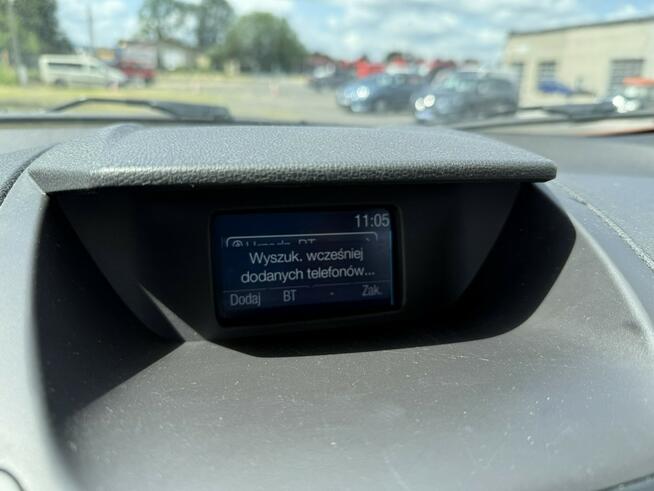 11:05
Wyszuk. wcześniej
dodanych telefonów...
Dodaj BT - Zak.